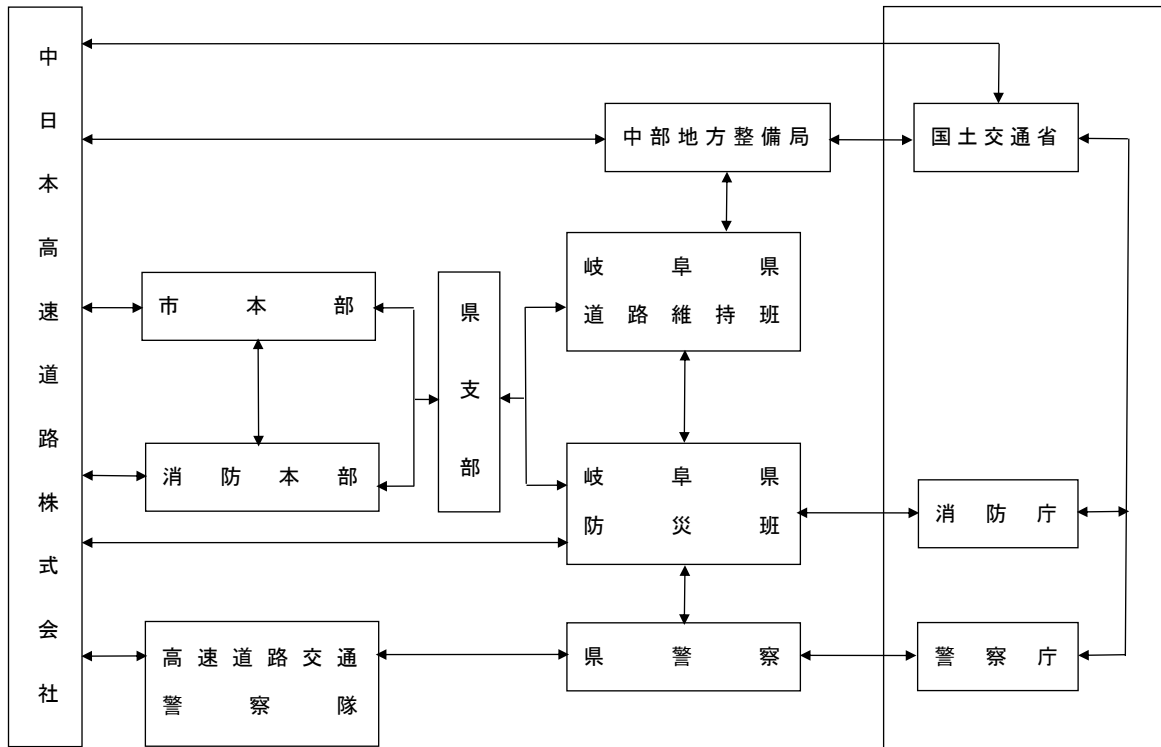 中日本高速道路株式会社
中部地方整備局
国土交通省
岐阜県
道路維持班
市本部
県支部
消防本部
岐阜県
防災班
消防庁
高速道路交通
警察隊
県警察
警察庁